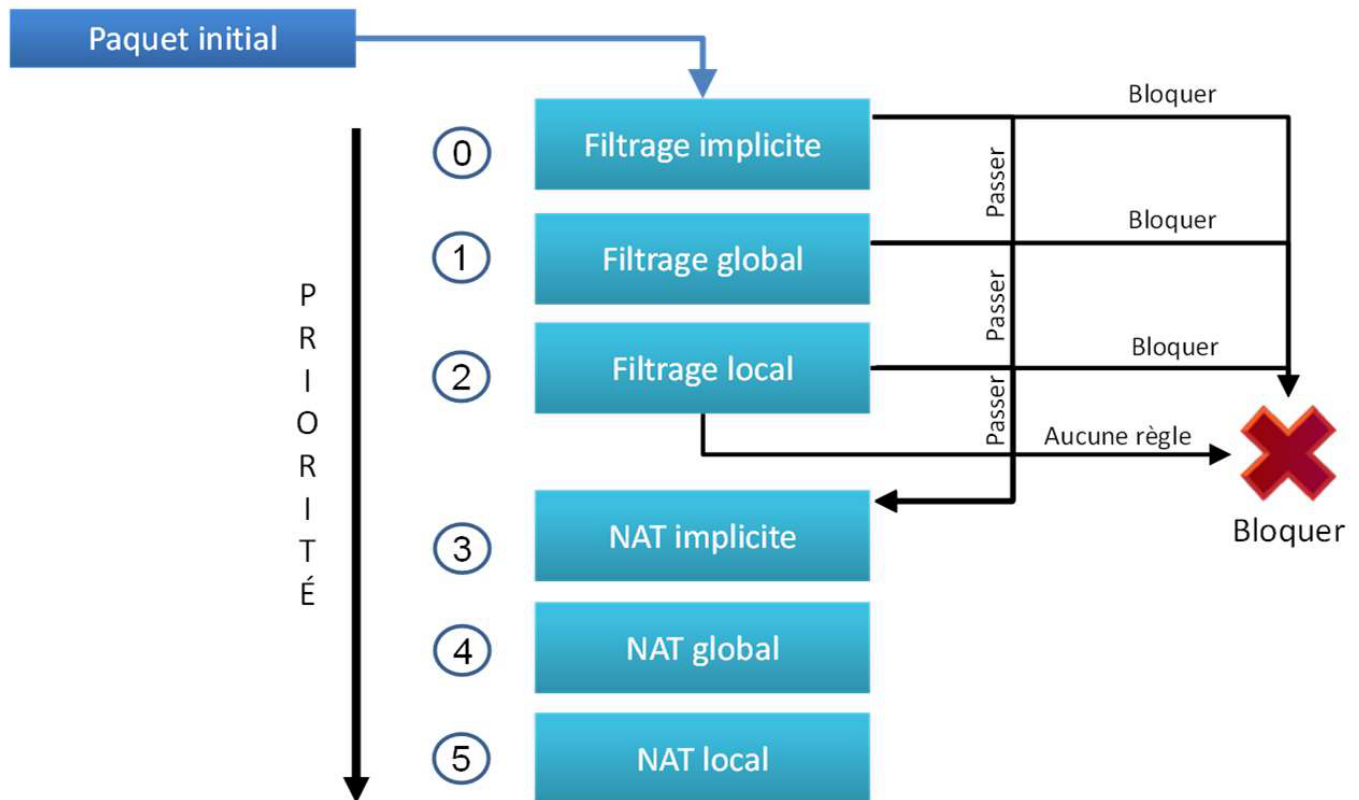 Paquet initial
Bloquer
0
Filtrage implicite
Passer
Bloquer
1
Filtrage global
Passer
Bloquer
2
Filtrage local
Passer
Aucune règle
Bloquer
PRIORITÉ
3
NAT implicite
4
NAT global
5
NAT local